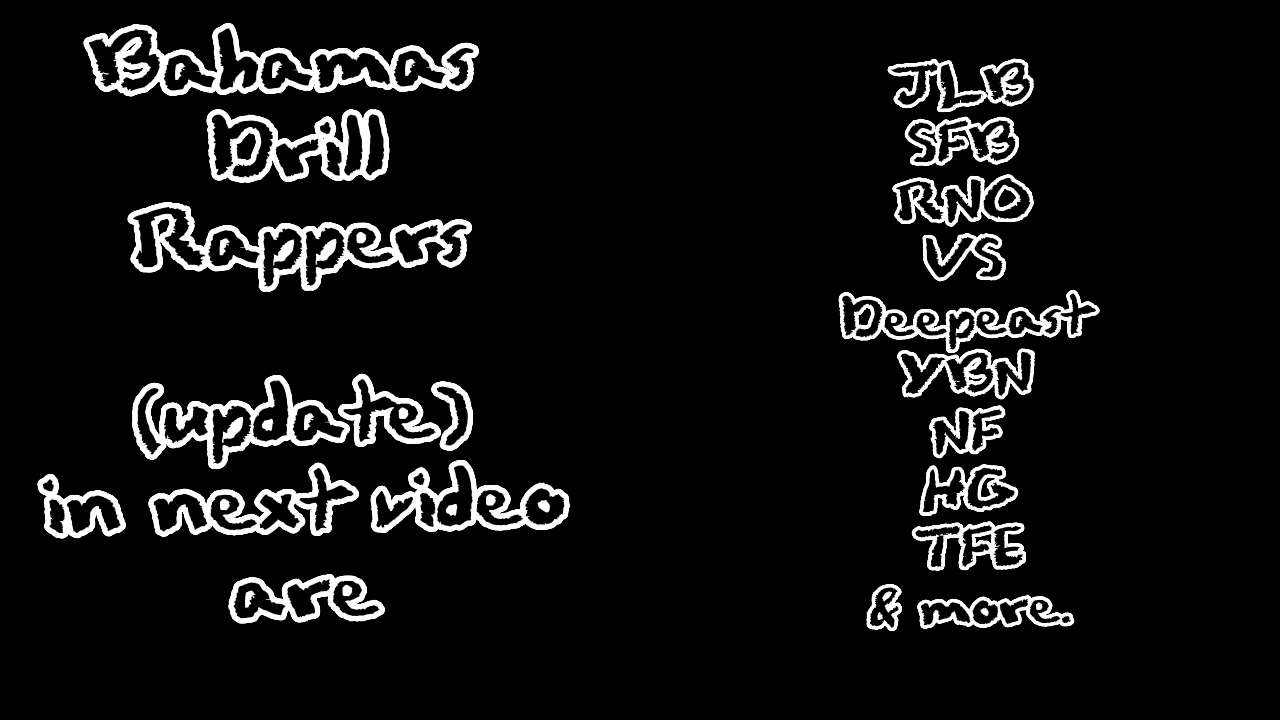 Bahamas
Drill
Rappers
(update)
in next video
are
JLB
SFB
RNO
VS
Deepeast
YBN
NF
HG
TFE
& more.